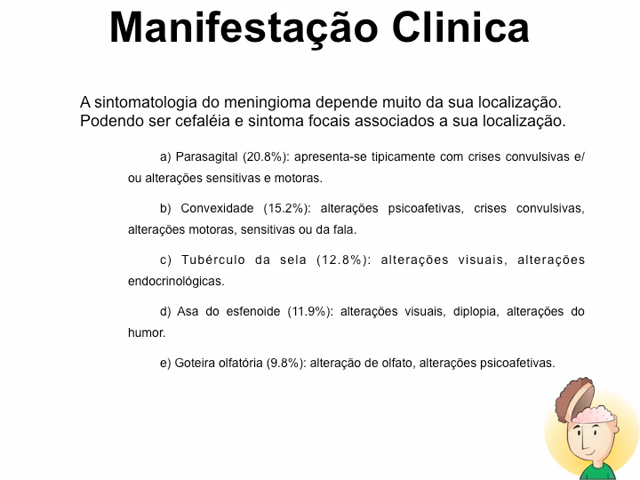 Manifestação Clinica
A sintomatologia do meningioma depende muito da sua localização.
Podendo ser cefaléia e sintoma focais associados a sua localização.
a) Parasagital (20.8%): apresenta-se tipicamente com crises convulsivas e/
ou alterações sensitivas e motoras.
b) Convexidade (15.2%): alterações psicoafetivas, crises convulsivas,
alterações motoras, sensitivas ou da fala.
c) Tubérculo da sela (12.8%): alterações visuais, alterações
endocrinológicas.
d) Asa do esfenoide (11.9%): alterações visuais, diplopia, alterações do
humor.
e) Goteira olfatória (9.8%): alteração de olfato, alterações psicoafetivas.